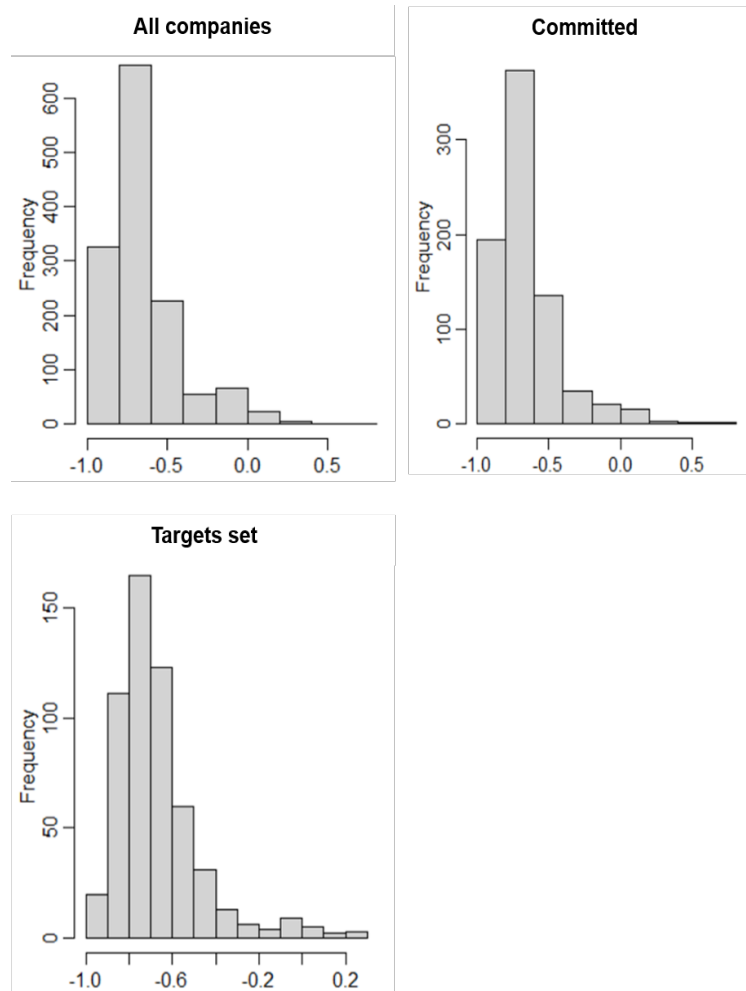 All companies
Frequency
0 100 200 300 400 500 600
-1.0 -0.5 0.0 0.5
Committed
Frequency
0 100 200 300
-1.0 -0.5 0.0 0.5
Targets set
Frequency
0 50 100 150
-1.0 -0.6 -0.2 0.2